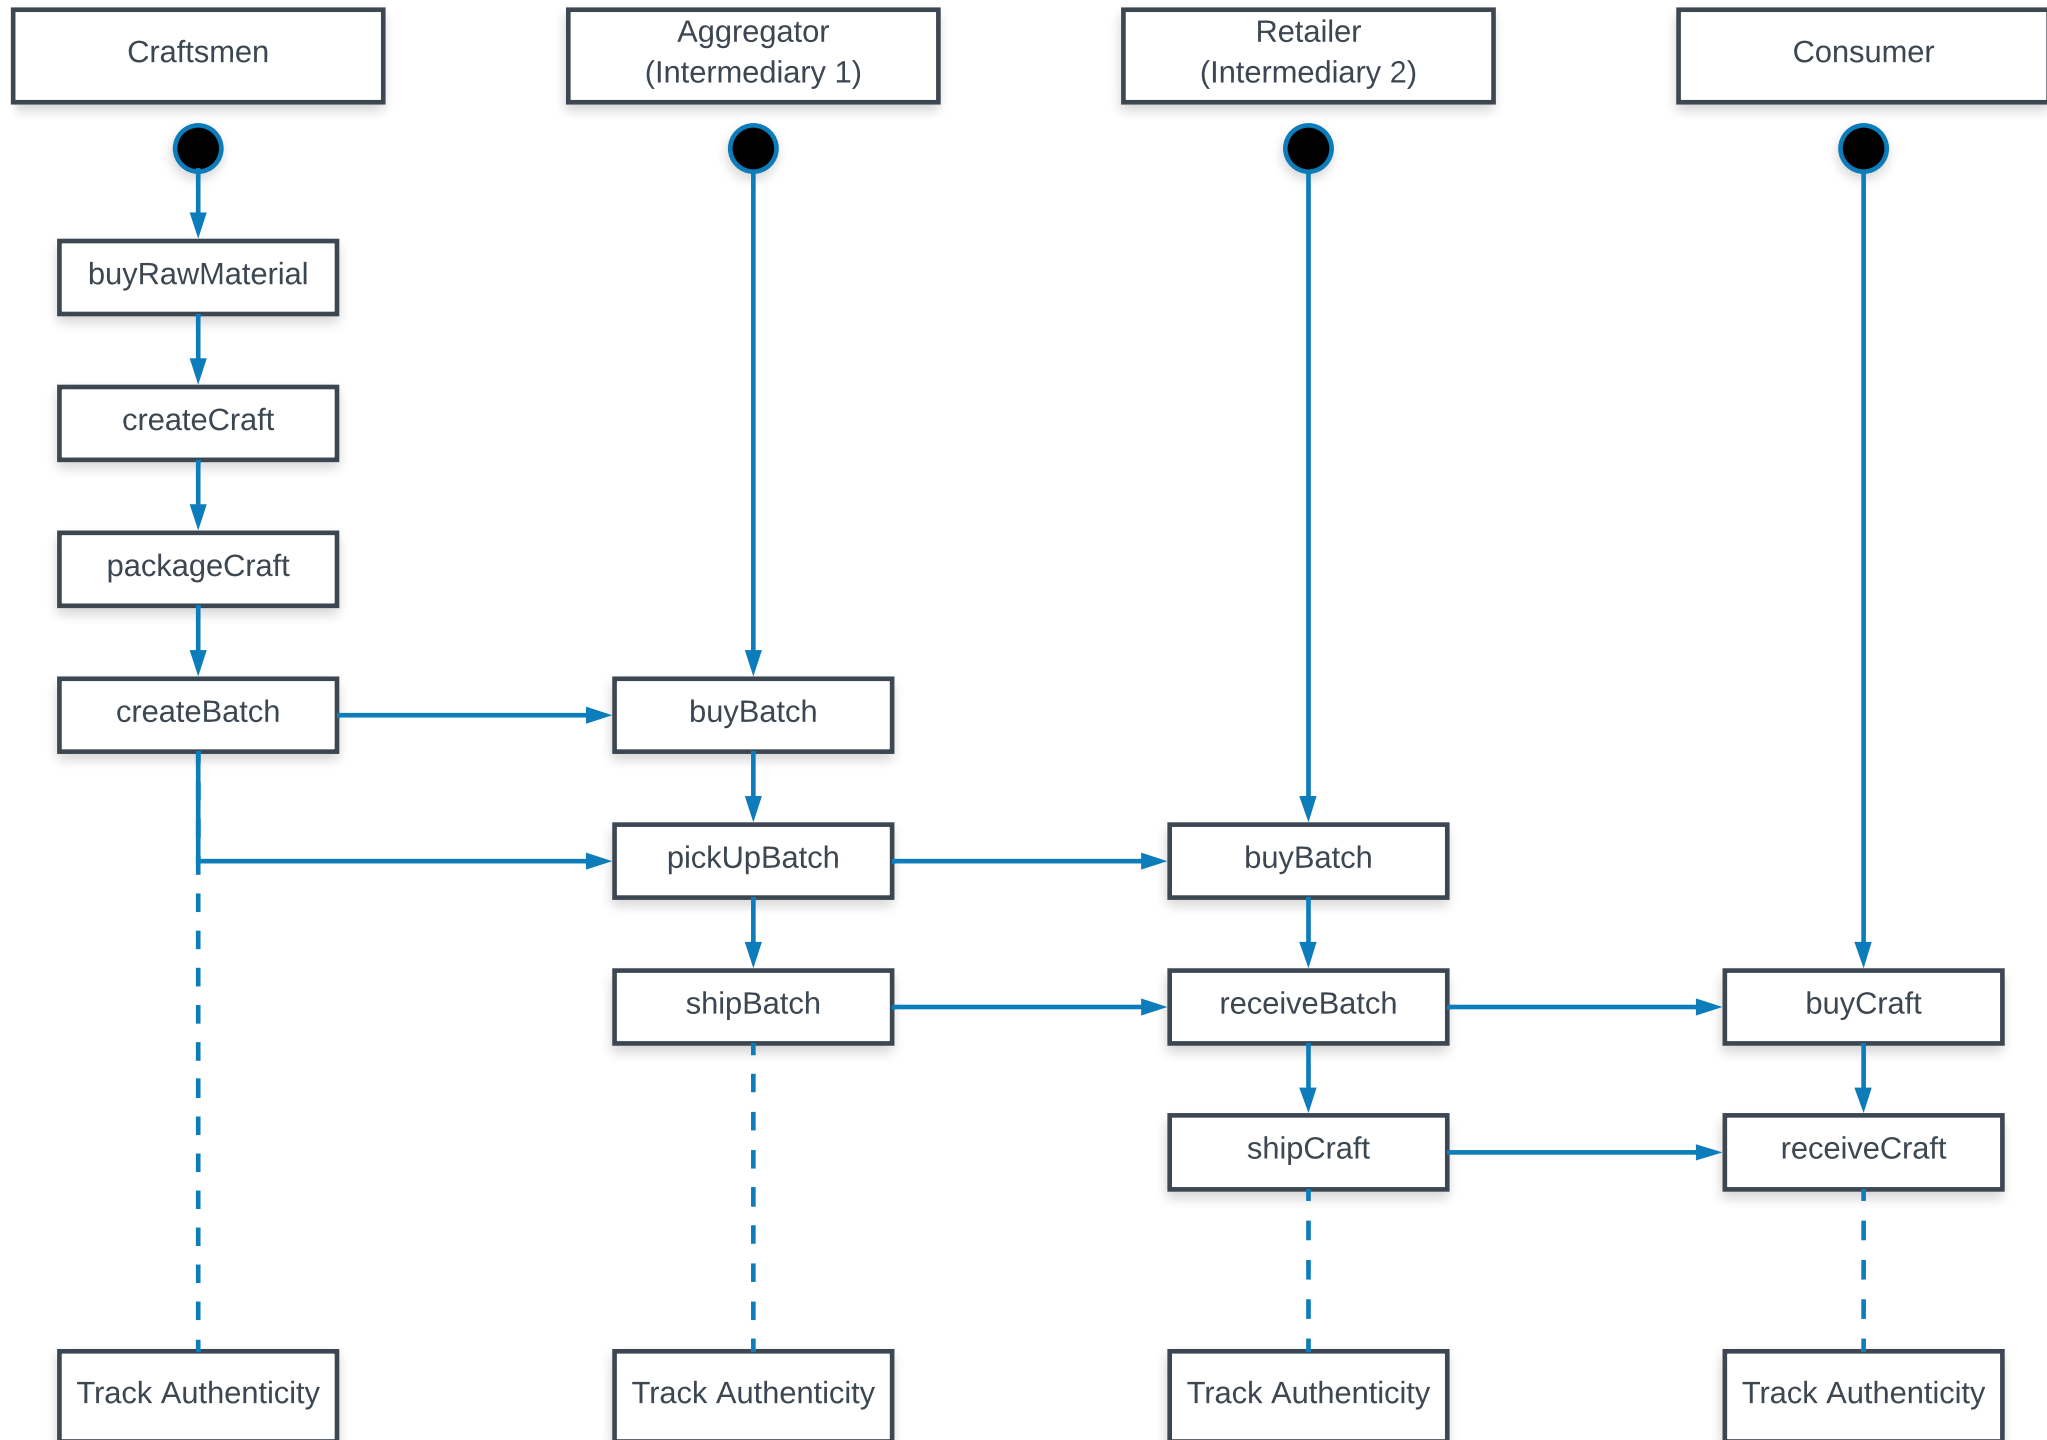 Craftsmen
Aggregator
(Intermediary 1)
Retailer
(Intermediary 2)
Consumer
buyRawMaterial
createCraft
packageCraft
createBatch
buyBatch
pickUpBatch
buyBatch
shipBatch
receiveBatch
buyCraft
shipCraft
receiveCraft
Track Authenticity
Track Authenticity
Track Authenticity
Track Authenticity